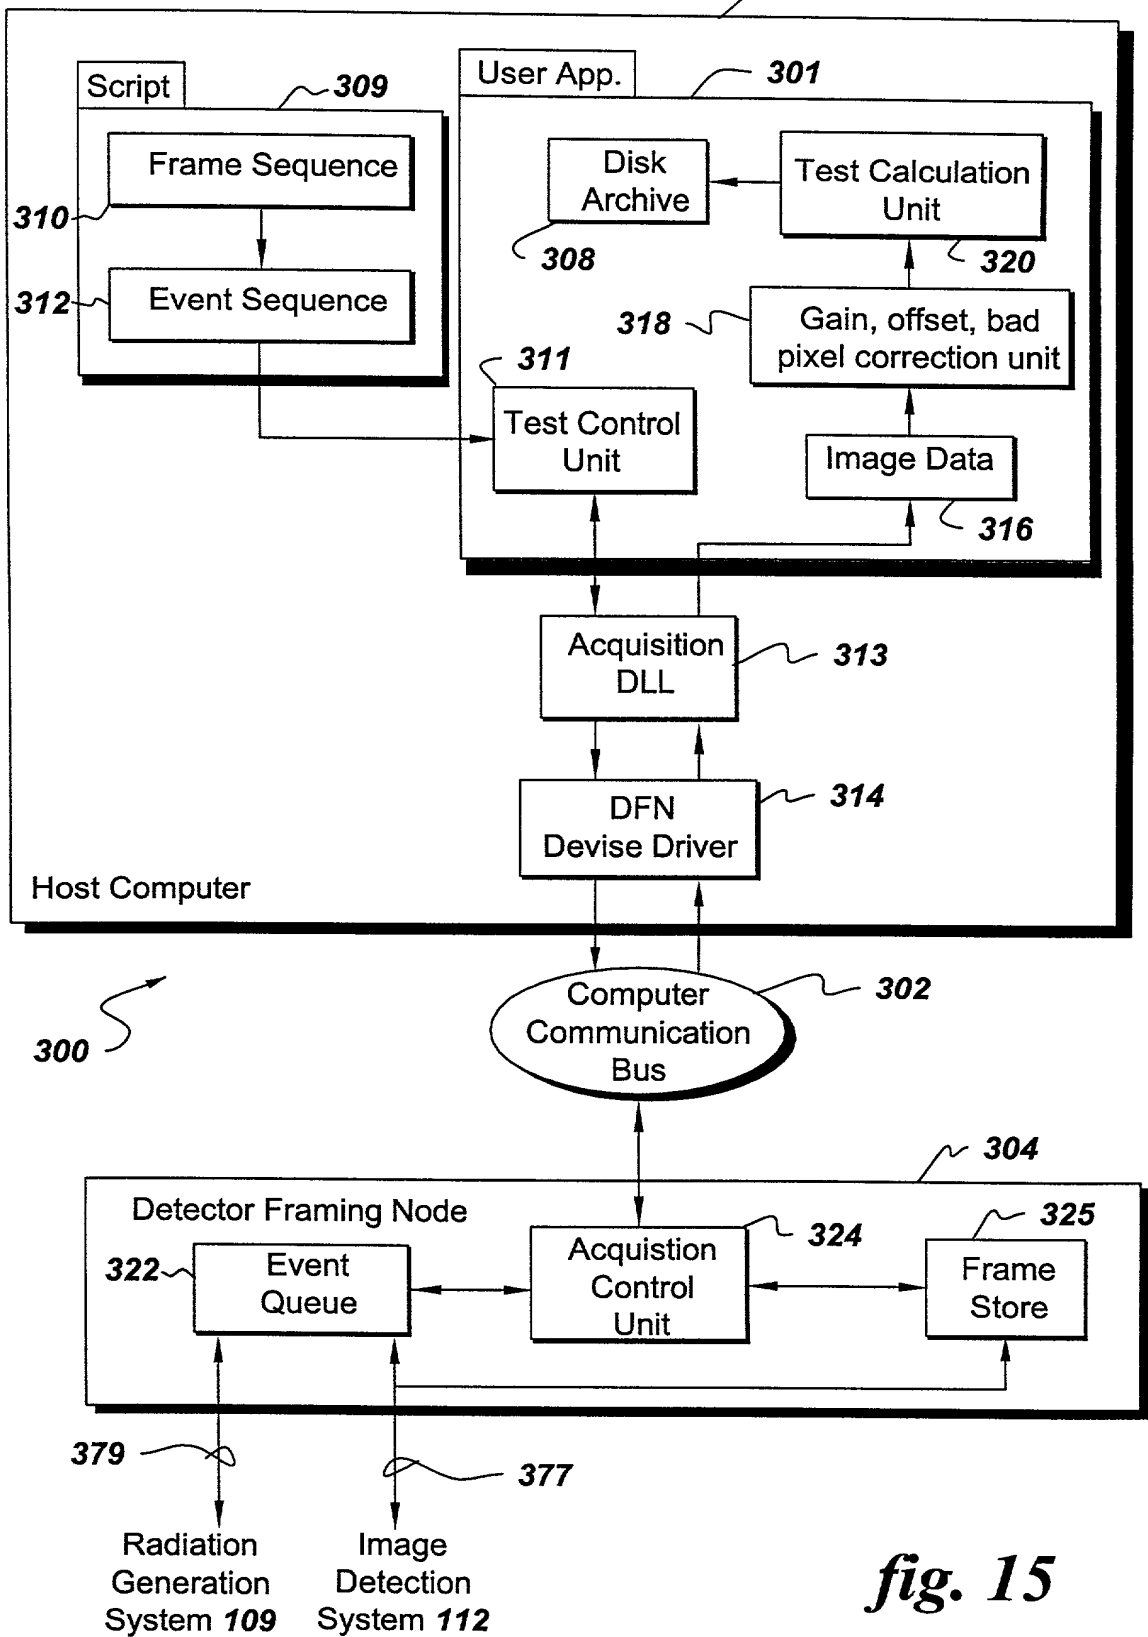 Script
309
Frame Sequence
310
312
Event Sequence
User App.
301
Disk
Archive
308
Test Calculation
Unit
320
318
Gain, offset, bad
pixel correction unit
311
Test Control
Unit
Image Data
316
Acquisition
DLL
313
DFN
Devise Driver
314
Host Computer
300
Computer
Communication
Bus
302
304
Detector Framing Node
322
Event
Queue
Acquistion
Control
Unit
324
325
Frame
Store
379
377
Radiation
Generation
System 109
Image
Detection
System 112
fig. 15